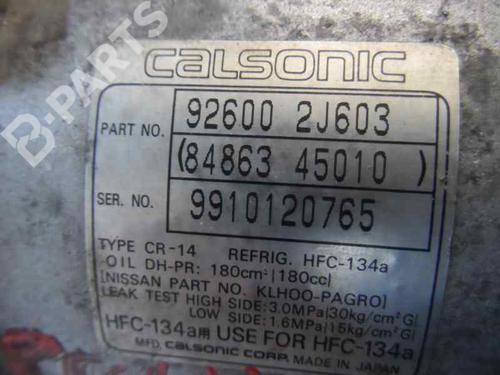 B-PARTS
CALSONIC
PART NO. 92600 2J603
(84863 45010)
SER. NO. 9910120765
TYPE CR-14 REFRIG. HFC-134a
OIL DH-PR: 180cm³ [180cc]
[NISSAN PART NO. KLHOO-PAGRO]
LEAK TEST HIGH SIDE: 3.0MPa [30kg/cm²G]
LOW SIDE: 1.6MPa [15kg/cm²G]
HFC-134a用 USE FOR HFC-134a
MFD. CALSONIC CORP. MADE IN JAPAN